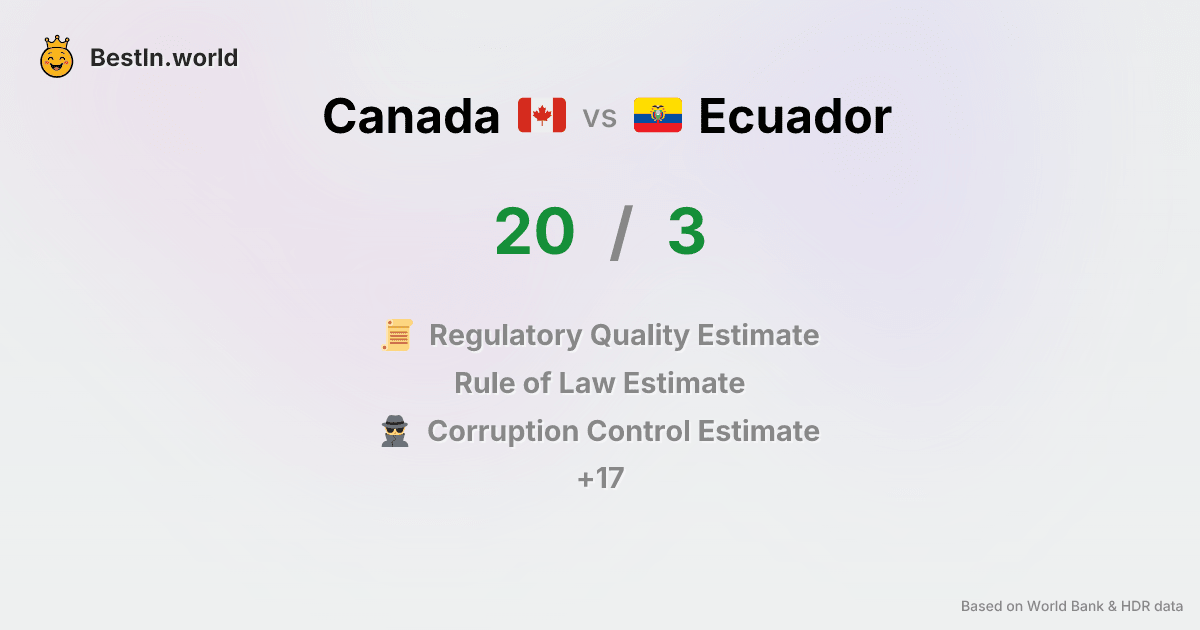 BestIn.world
Canada vs Ecuador
20 / 3
Regulatory Quality Estimate
Rule of Law Estimate
Corruption Control Estimate
+17
Based on World Bank & HDR data